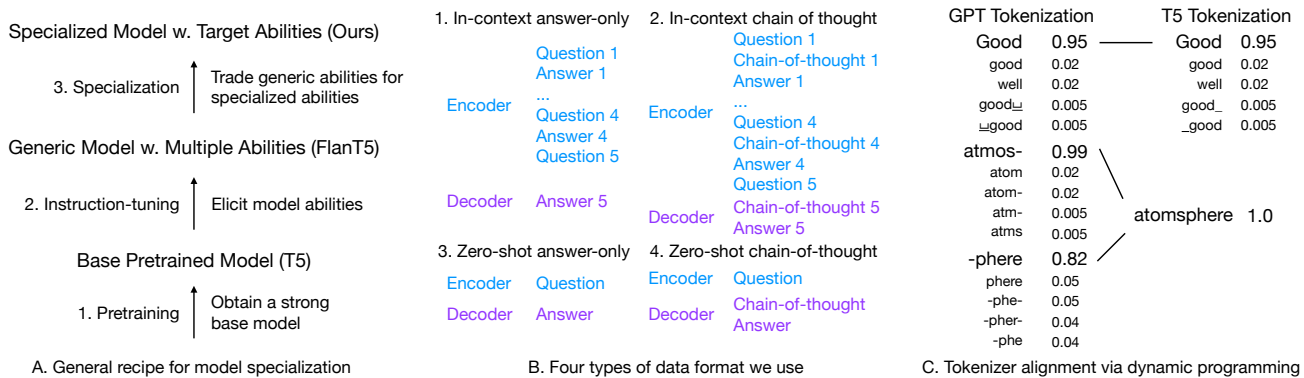 Specialized Model w. Target Abilities (Ours)
3. Specialization
Trade generic abilities for
specialized abilities
Generic Model w. Multiple Abilities (FlanT5)
2. Instruction-tuning
Elicit model abilities
Base Pretrained Model (T5)
1. Pretraining
Obtain a strong
base model
A. General recipe for model specialization
1. In-context answer-only
Encoder
Question 1
Answer 1
...
Question 4
Answer 4
Question 5
Decoder
Answer 5
2. In-context chain of thought
Encoder
Question 1
Chain-of-thought 1
Answer 1
...
Question 4
Chain-of-thought 4
Answer 4
Question 5
Decoder
Chain-of-thought 5
Answer 5
3. Zero-shot answer-only
Encoder Question
Decoder Answer
4. Zero-shot chain-of-thought
Encoder Question
Decoder
Chain-of-thought
Answer
B. Four types of data format we use
GPT Tokenization
Good 0.95
good 0.02
well 0.02
good␣ 0.005
␣good 0.005
atmos- 0.99
atom 0.02
atom- 0.02
atm- 0.005
atms 0.005
-phere 0.82
phere 0.05
-phe- 0.05
-pher- 0.04
-phe 0.04
T5 Tokenization
Good 0.95
good 0.02
well 0.02
good_ 0.005
_good 0.005
atomsphere 1.0
C. Tokenizer alignment via dynamic programming